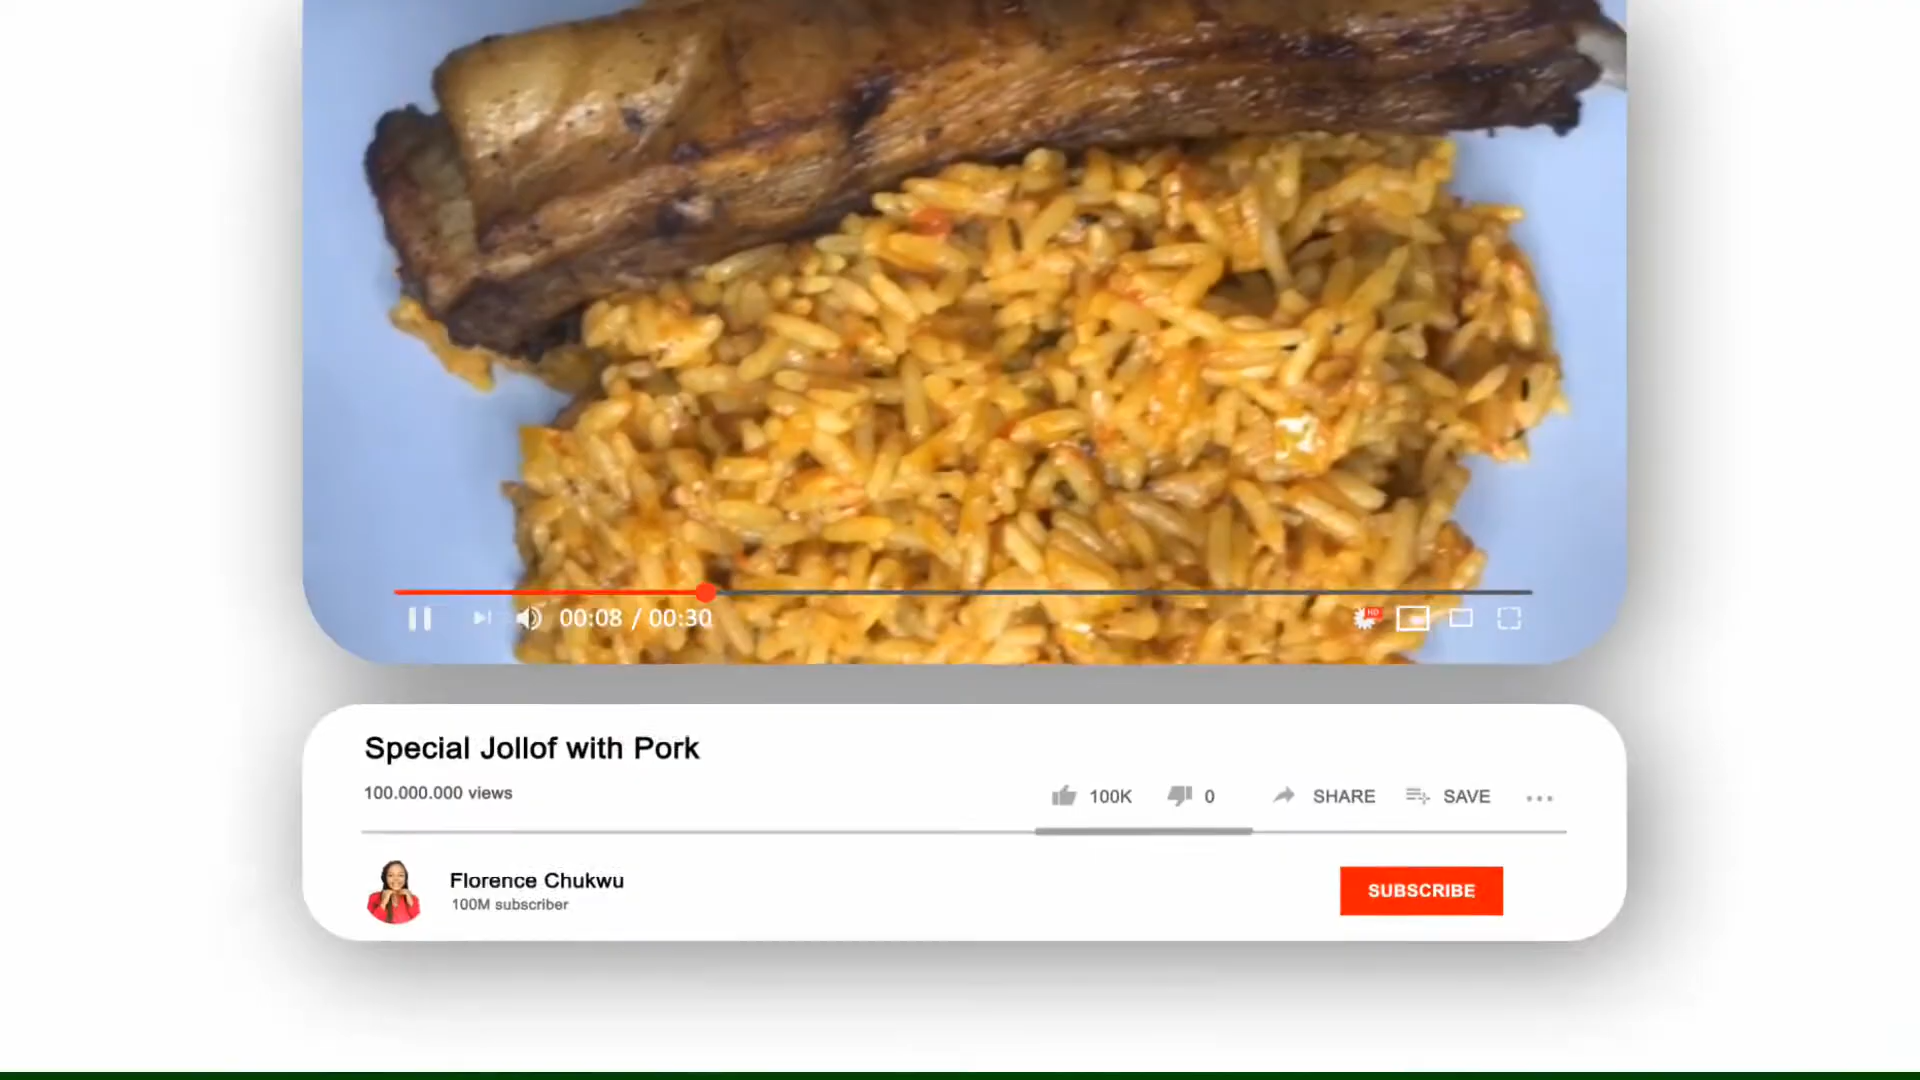 00:08 / 00:30
HD
Special Jollof with Pork
100.000.000 views
100K 0 SHARE SAVE
Florence Chukwu
100M subscriber
SUBSCRIBE